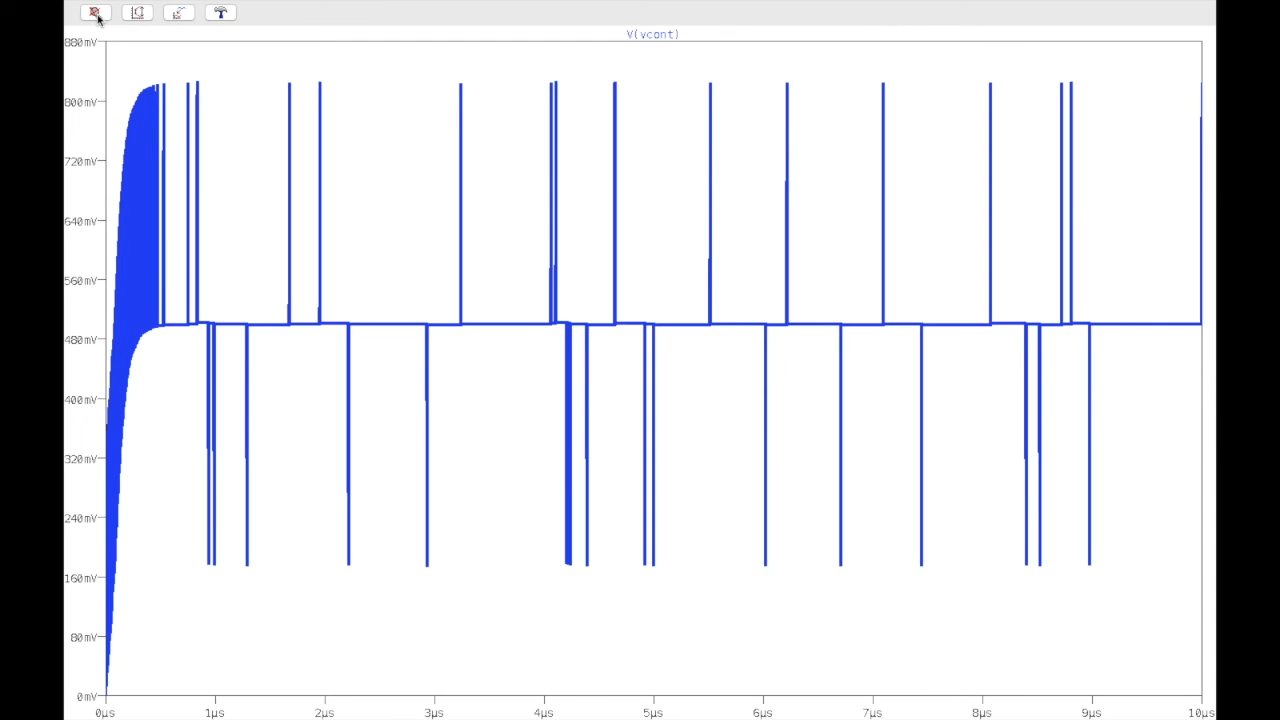 V(vcont)
880mV
800mV
720mV
640mV
560mV
480mV
400mV
320mV
240mV
160mV
80mV
0mV
0µs 1µs 2µs 3µs 4µs 5µs 6µs 7µs 8µs 9µs 10µs